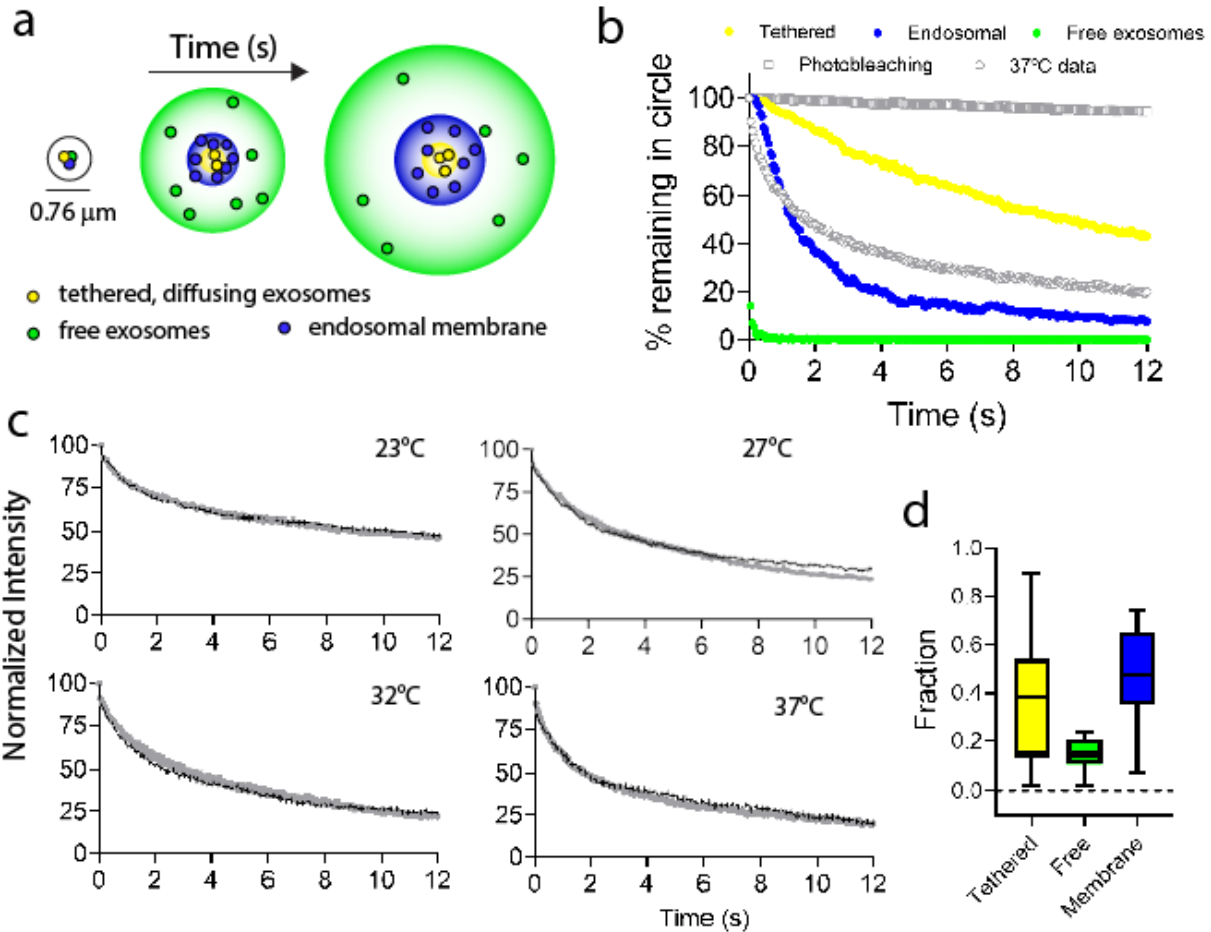 a
Time (s)
0.76 μm
tethered, diffusing exosomes
free exosomes
endosomal membrane
b
Tethered
Endosomal
Free exosomes
Photobleaching
37ºC data
% remaining in circle
100
80
60
40
20
0
0 2 4 6 8 10 12
Time (s)
c
Normalized Intensity
23ºC
100
75
50
25
0
0 2 4 6 8 10 12
27ºC
100
75
50
25
0
0 2 4 6 8 10 12
32ºC
100
75
50
25
0
0 2 4 6 8 10 12
37ºC
100
75
50
25
0
0 2 4 6 8 10 12
Time (s)
d
Fraction
1.0
0.8
0.6
0.4
0.2
0.0
Tethered
Free
Membrane